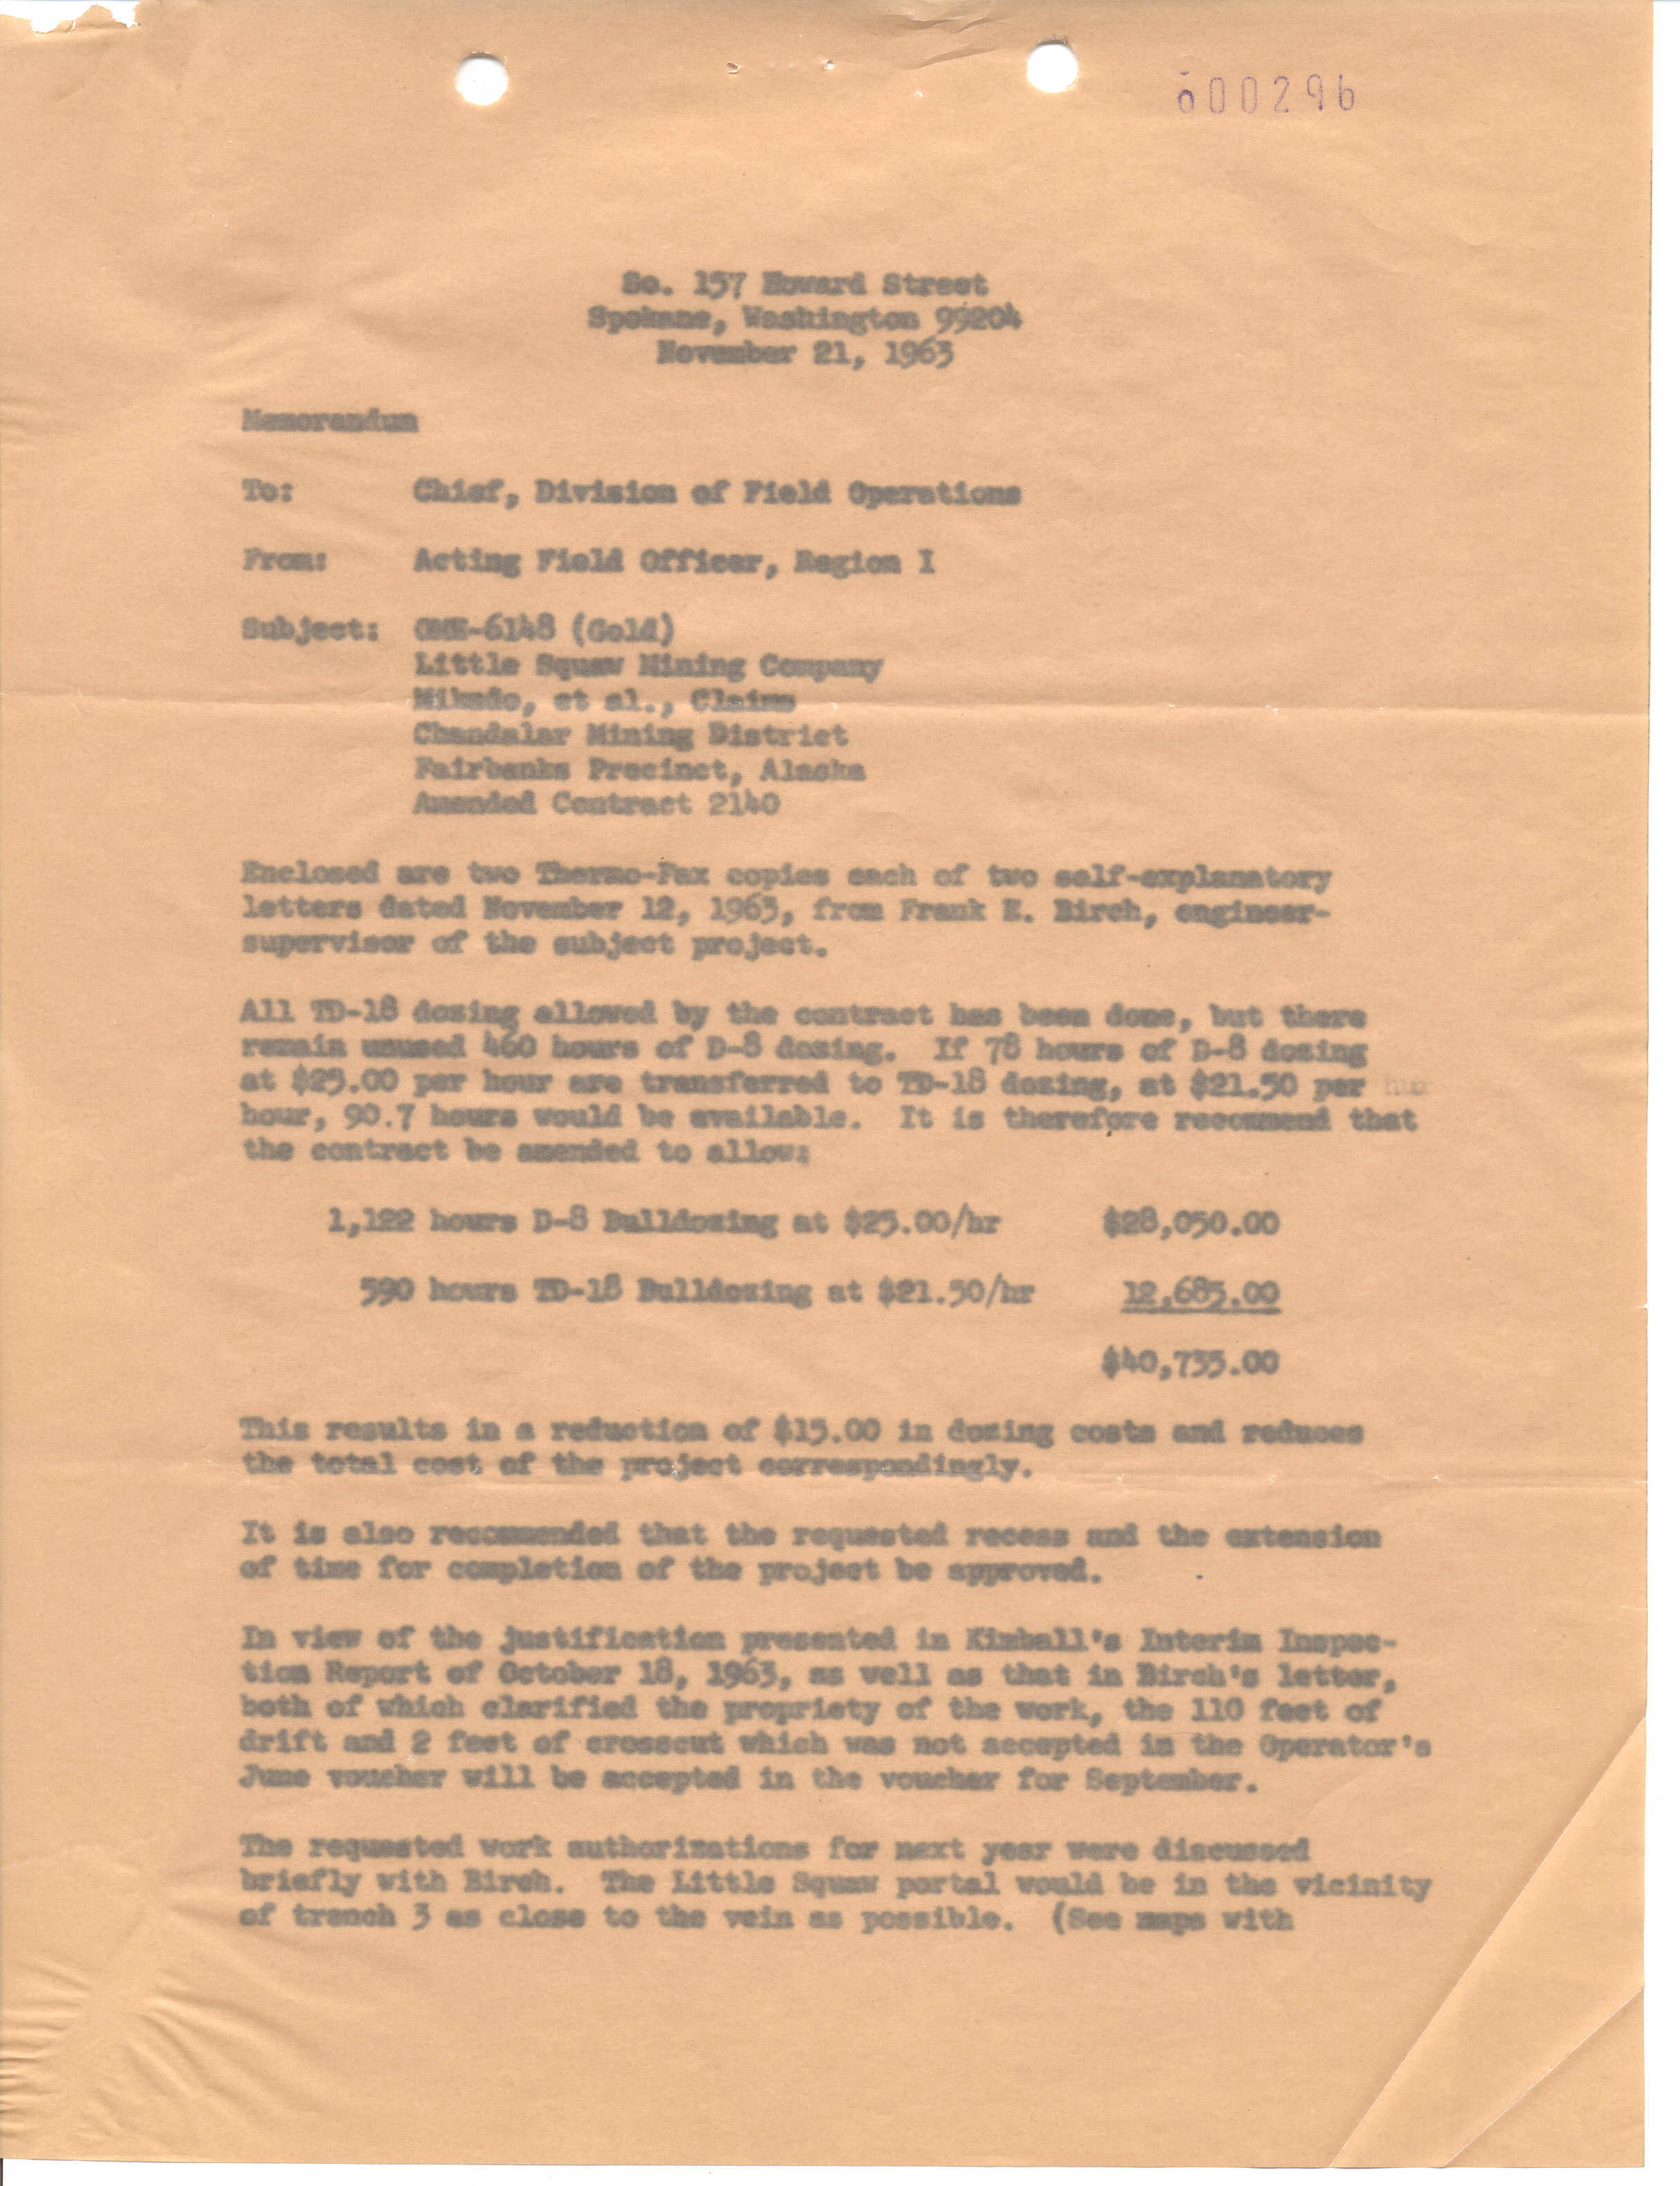 600296
So. 157 Howard Street
Spokane, Washington 99204
November 21, 1963
Memorandum
To: Chief, Division of Field Operations
From: Acting Field Officer, Region I
Subject: OME-6148 (Gold)
Little Squaw Mining Company
Mikado, et al., Claims
Chandalar Mining District
Fairbanks Precinct, Alaska
Amended Contract 2140
Enclosed are two Thermo-Fax copies each of two self-explanatory
letters dated November 12, 1963, from Frank E. Birch, engineer-
supervisor of the subject project.
All TD-18 dozing allowed by the contract has been done, but there
remain unused 460 hours of D-8 dozing. If 78 hours of D-8 dozing
at $25.00 per hour are transferred to TD-18 dozing, at $21.50 per
hour, 90.7 hours would be available. It is therefore recommend that
the contract be amended to allow:
1,122 hours D-8 Bulldozing at $25.00/hr $28,050.00
590 hours TD-18 Bulldozing at $21.50/hr 12,685.00
$40,735.00
This results in a reduction of $15.00 in dozing costs and reduces
the total cost of the project correspondingly.
It is also recommended that the requested recess and the extension
of time for completion of the project be approved.
In view of the justification presented in Kimball's Interim Inspec-
tion Report of October 18, 1963, as well as that in Birch's letter,
both of which clarified the propriety of the work, the 110 feet of
drift and 2 feet of crosscut which was not accepted in the Operator's
June voucher will be accepted in the voucher for September.
The requested work authorizations for next year were discussed
briefly with Birch. The Little Squaw portal would be in the vicinity
of trench 3 as close to the vein as possible. (See maps with